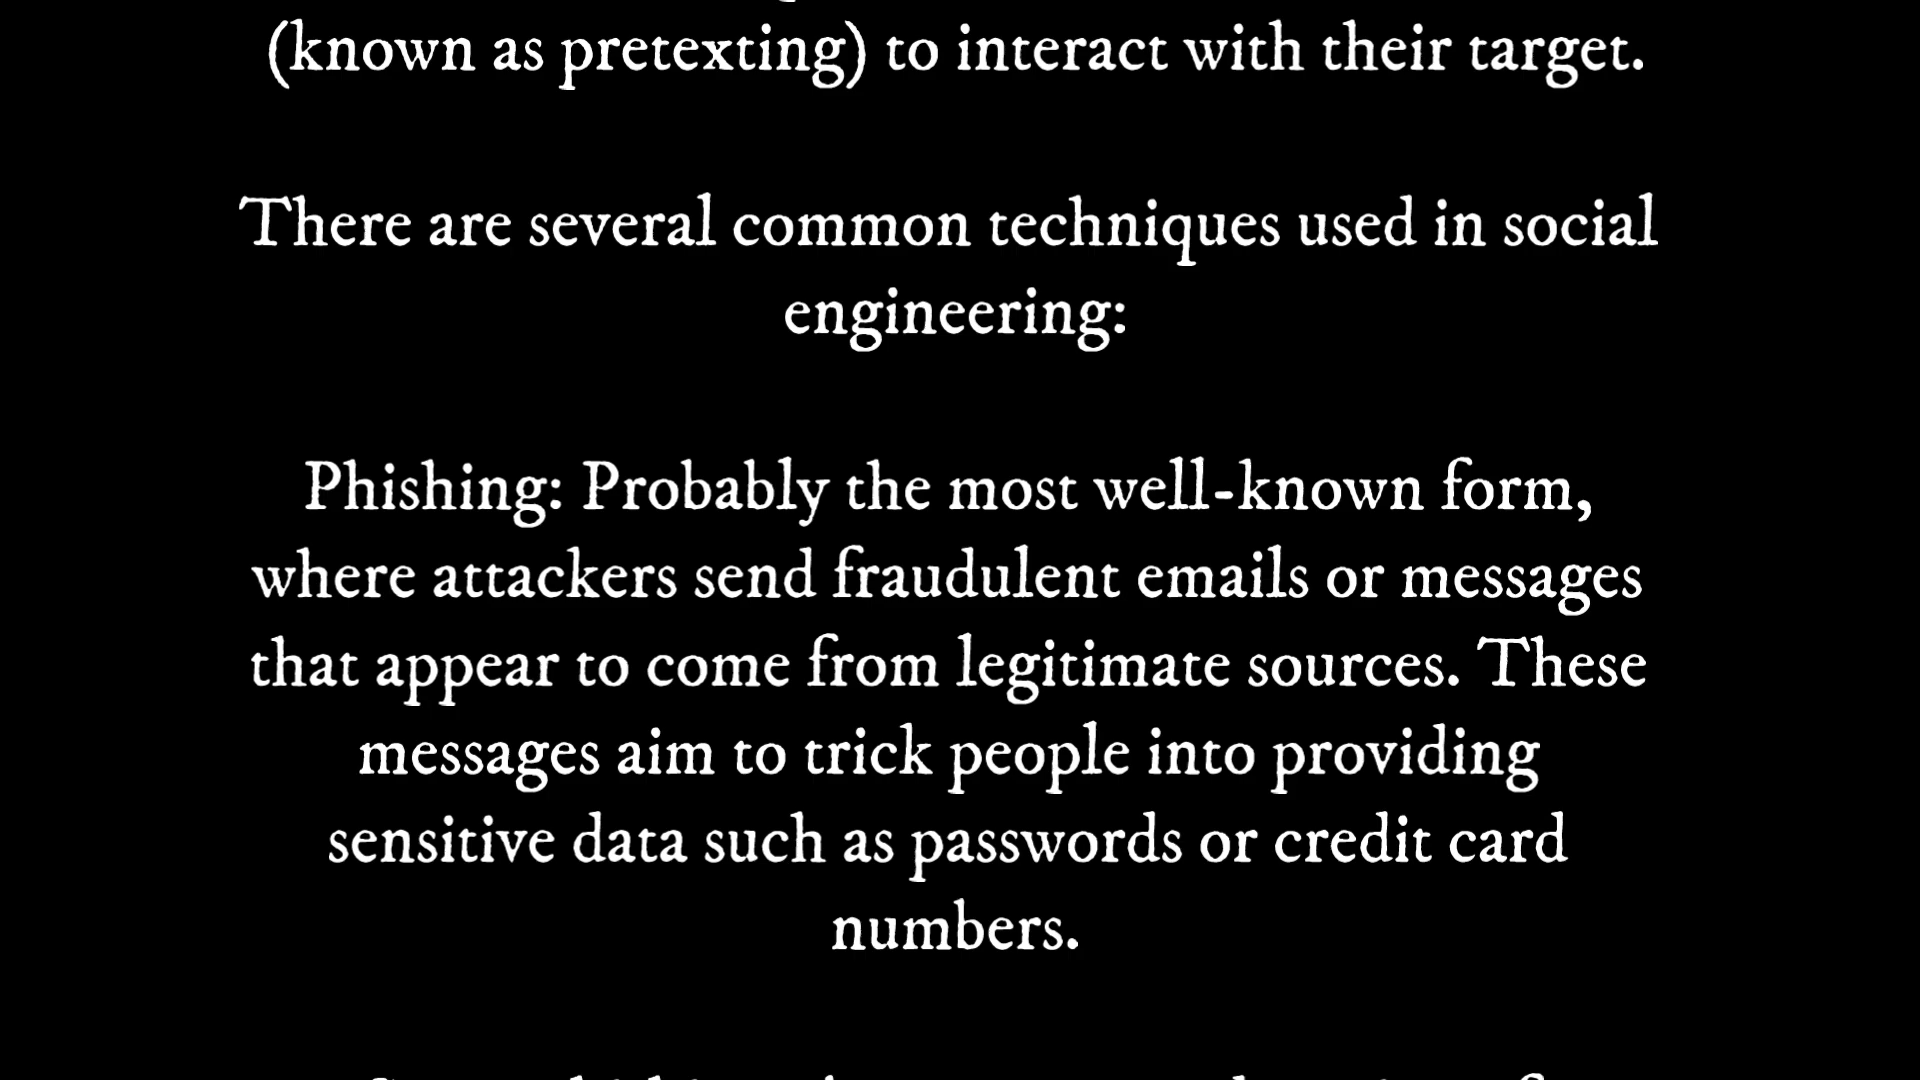 (known as pretexting) to interact with their target.
There are several common techniques used in social
engineering:
Phishing: Probably the most well-known form,
where attackers send fraudulent emails or messages
that appear to come from legitimate sources. These
messages aim to trick people into providing
sensitive data such as passwords or credit card
numbers.